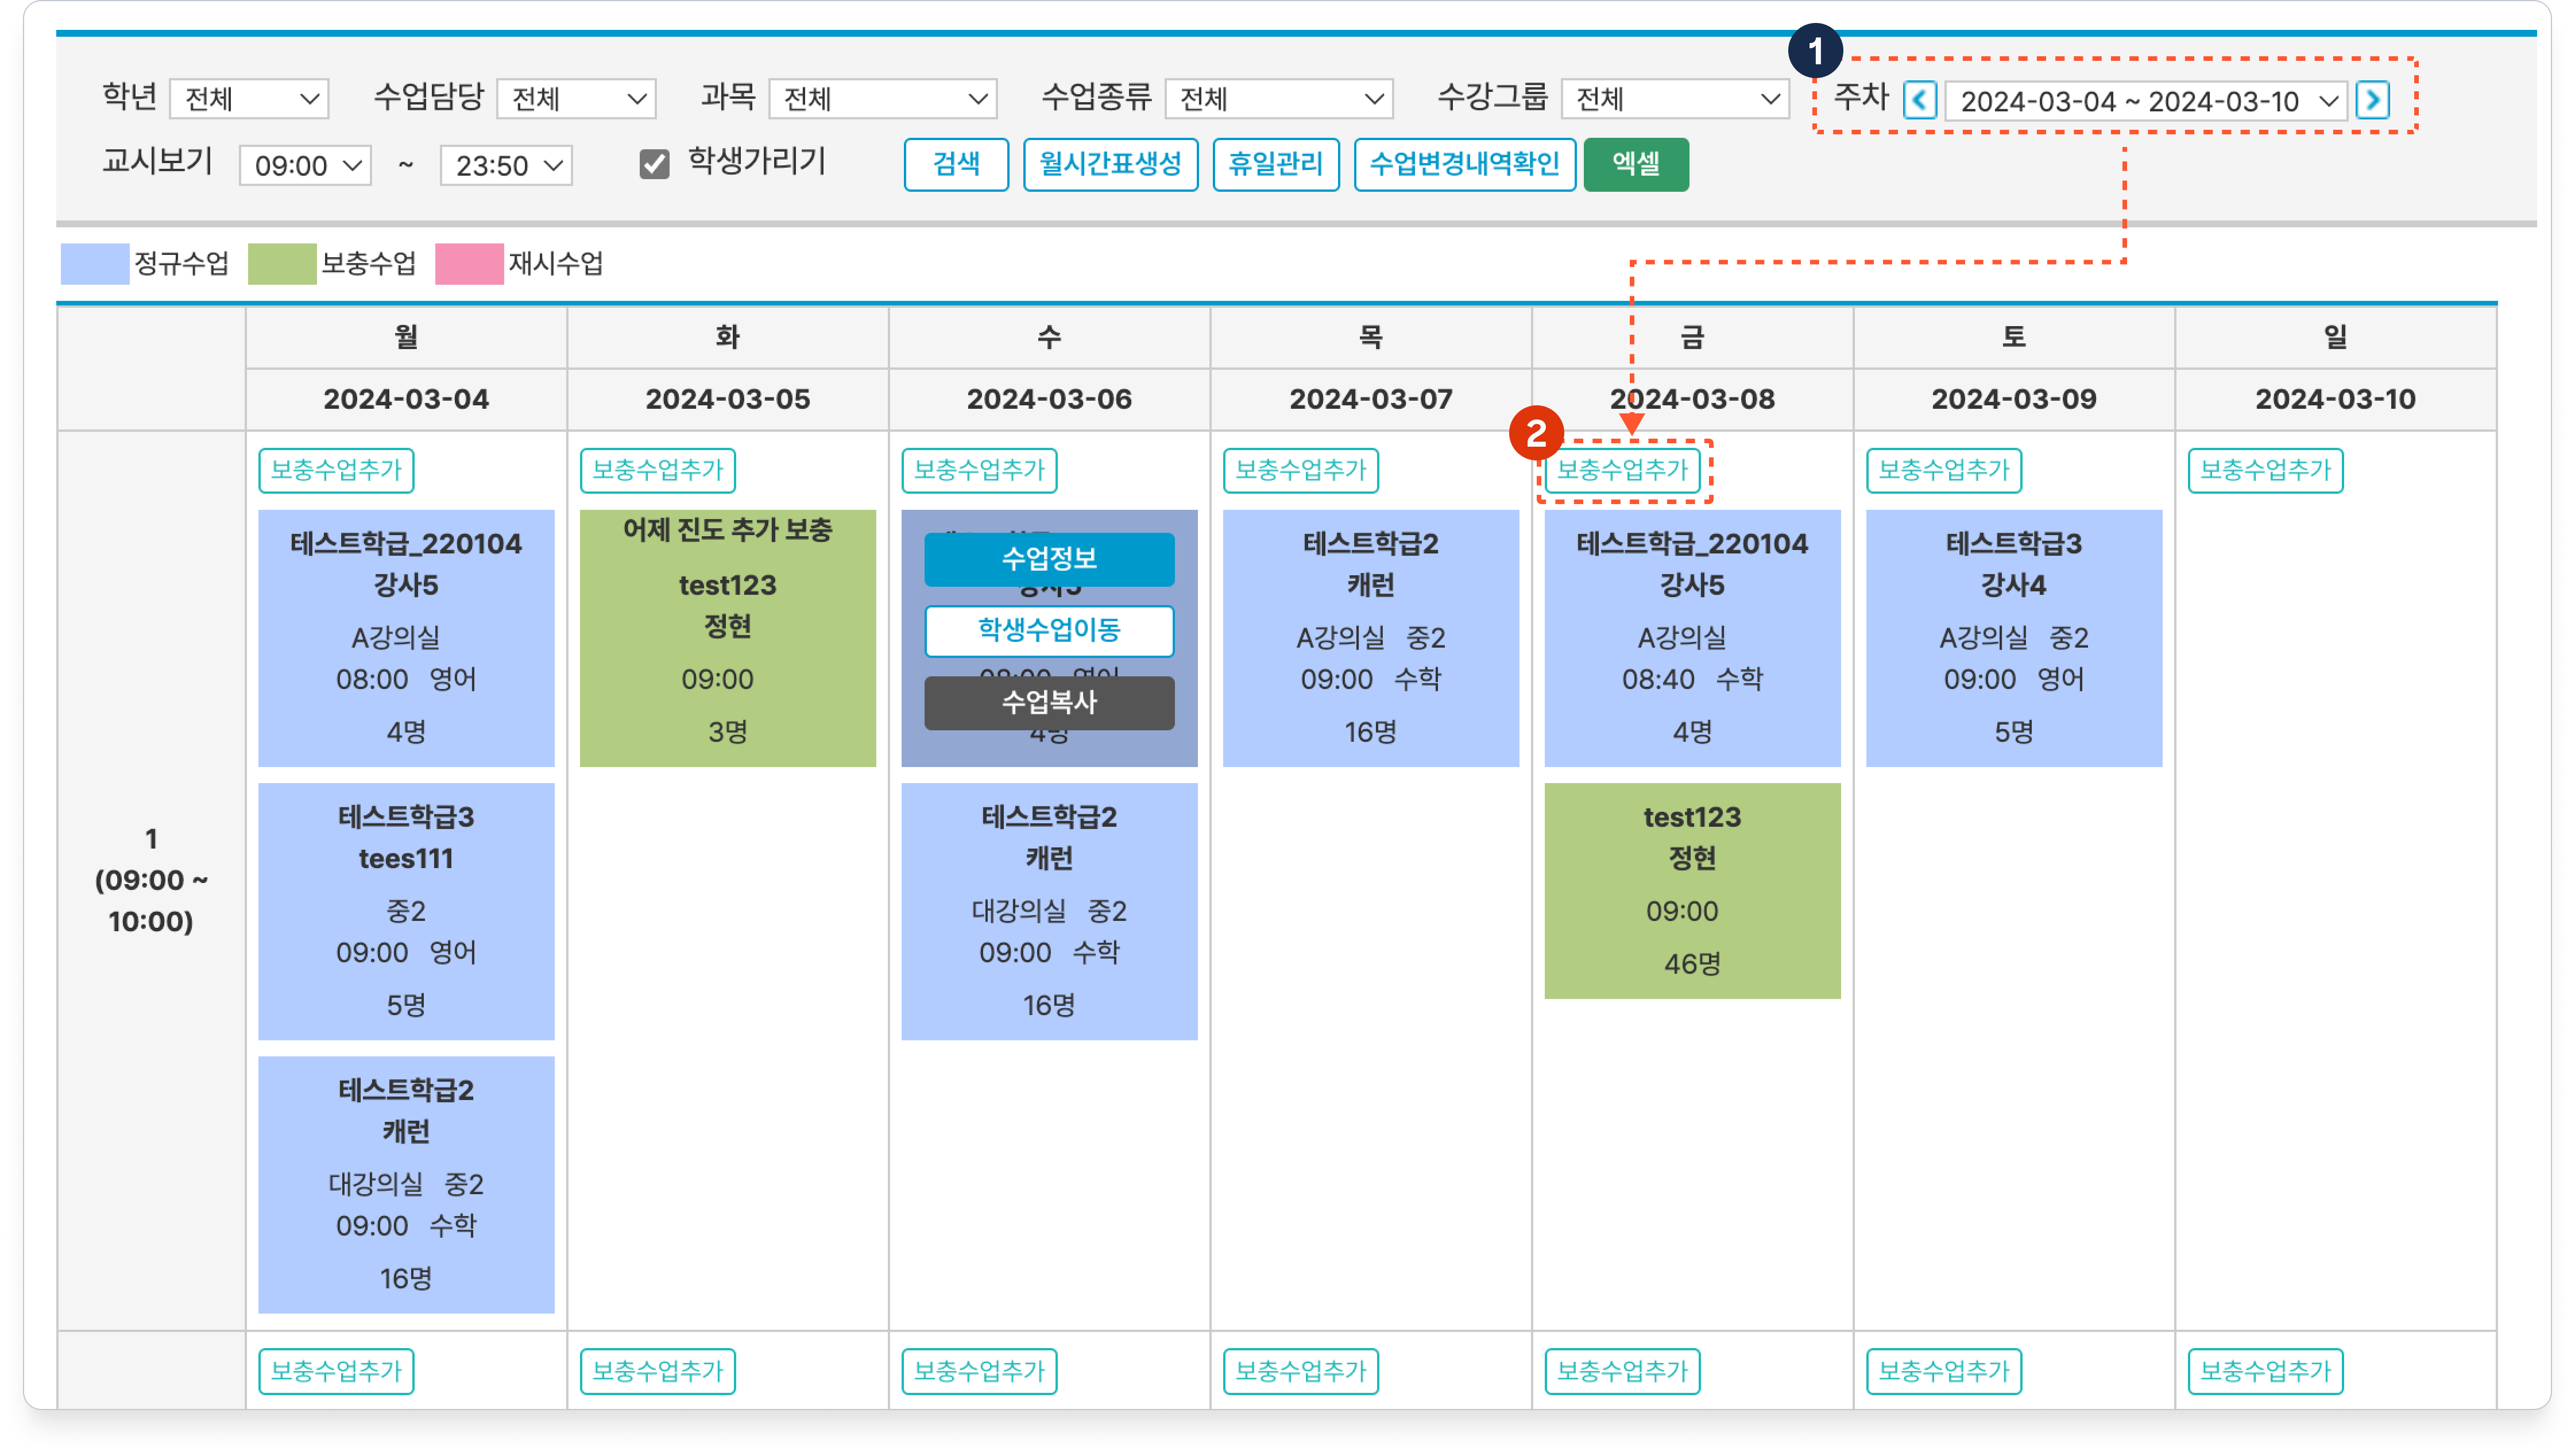 1
학년 전체 수업담당 전체 과목 전체 수업종류 전체 수강그룹 전체 주차 2024-03-04 ~ 2024-03-10
교시보기 09:00 ~ 23:50 학생가리기 검색 월시간표생성 휴일관리 수업변경내역확인 엑셀
정규수업 보충수업 재시수업
월 화 수 목 금 토 일
2024-03-04 2024-03-05 2024-03-06 2024-03-07 2024-03-08 2024-03-09 2024-03-10
1
(09:00 ~
10:00)
보충수업추가
테스트학급_220104
강사5
A강의실
08:00 영어
4명
테스트학급3
tees111
중2
09:00 영어
5명
테스트학급2
캐런
대강의실 중2
09:00 수학
16명
보충수업추가
어제 진도 추가 보충
test123
정현
09:00
3명
보충수업추가
수업정보
학생수업이동
수업복사
4명
테스트학급2
캐런
대강의실 중2
09:00 수학
16명
보충수업추가
테스트학급2
캐런
A강의실 중2
09:00 수학
16명
2
보충수업추가
테스트학급_220104
강사5
A강의실
08:40 수학
4명
test123
정현
09:00
46명
보충수업추가
테스트학급3
강사4
A강의실 중2
09:00 영어
5명
보충수업추가
보충수업추가 보충수업추가 보충수업추가 보충수업추가 보충수업추가 보충수업추가 보충수업추가